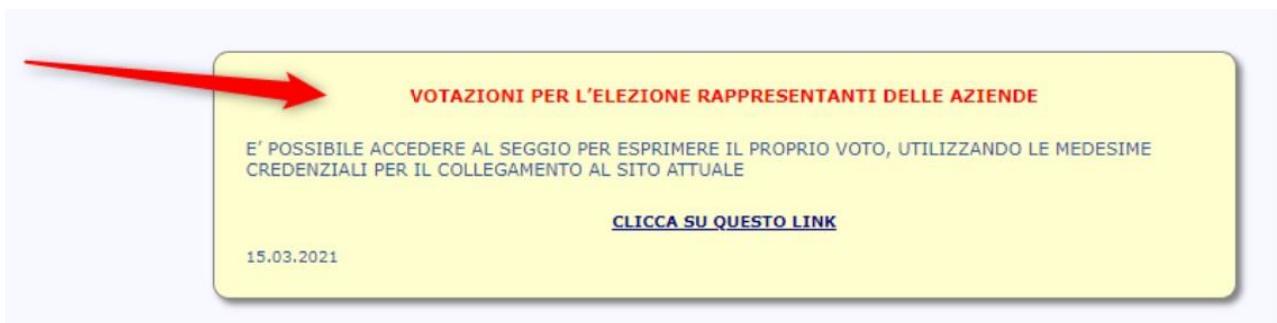 VOTAZIONI PER L’ELEZIONE RAPPRESENTANTI DELLE AZIENDE
E’ POSSIBILE ACCEDERE AL SEGGIO PER ESPRIMERE IL PROPRIO VOTO, UTILIZZANDO LE MEDESIME
CREDENZIALI PER IL COLLEGAMENTO AL SITO ATTUALE
CLICCA SU QUESTO LINK
15.03.2021